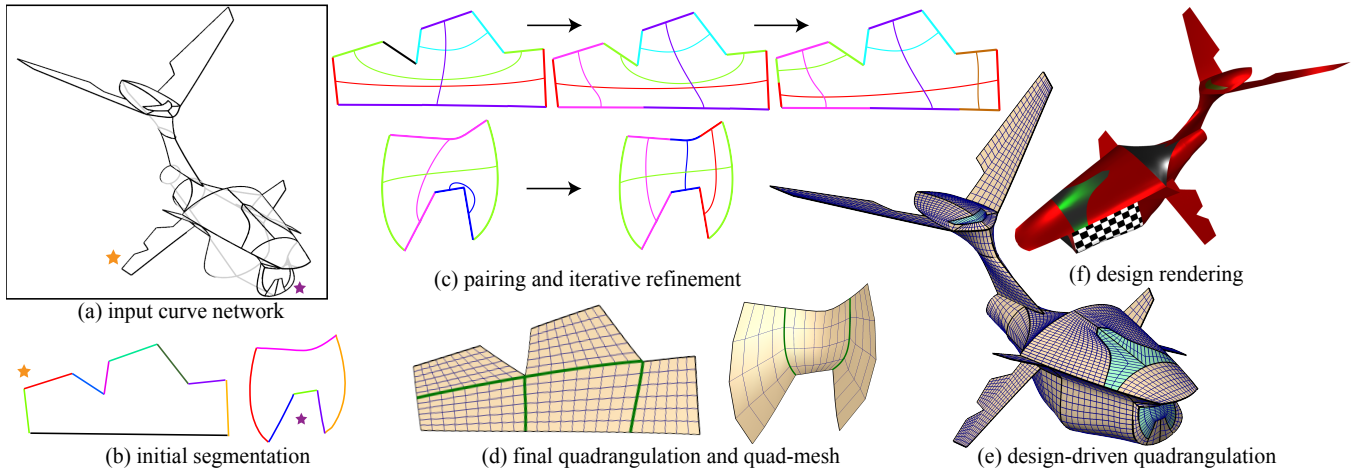 (a) input curve network
(b) initial segmentation
(c) pairing and iterative refinement
(d) final quadrangulation and quad-mesh
(e) design-driven quadrangulation
(f) design rendering